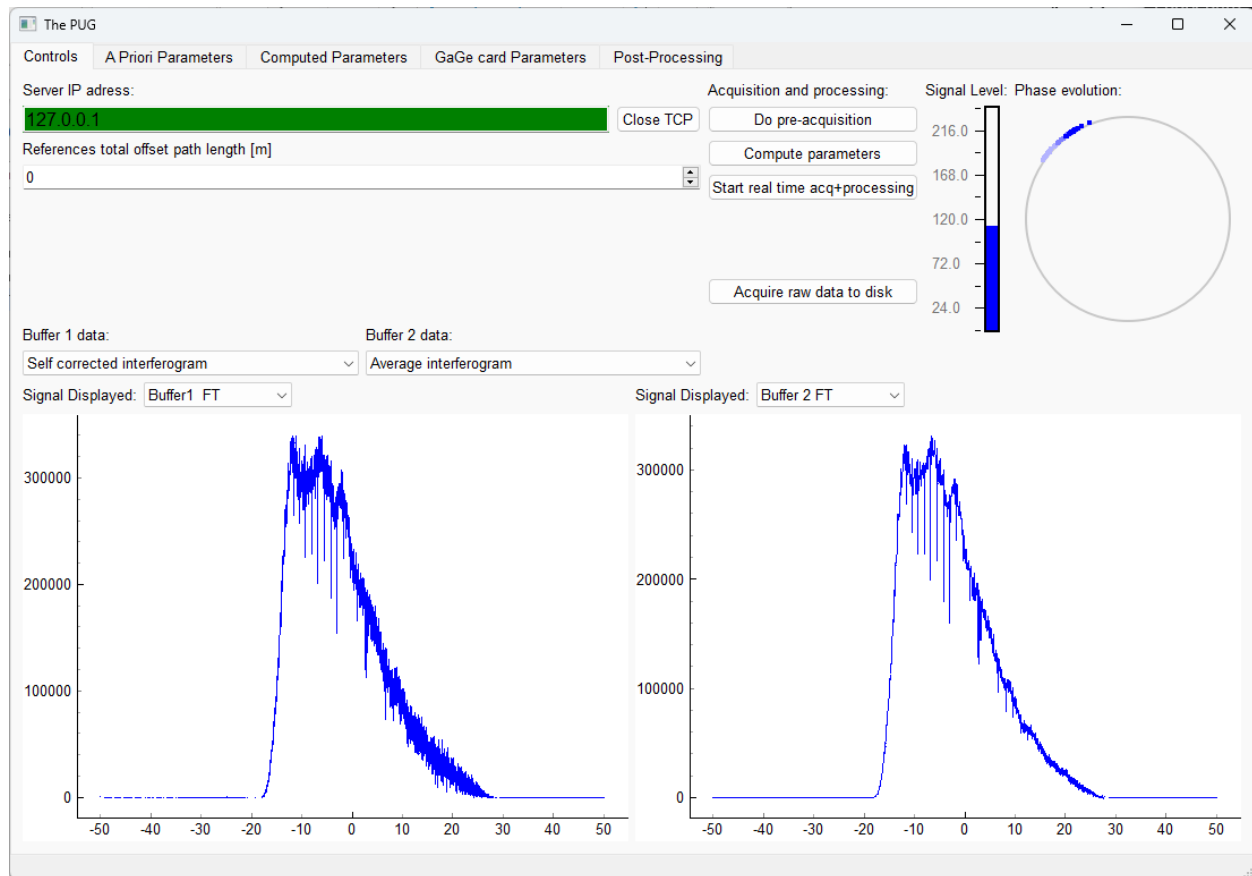 The PUG
Controls A Priori Parameters Computed Parameters GaGe card Parameters Post-Processing
Server IP adress:
127.0.0.1
Close TCP
References total offset path length [m]
0
Acquisition and processing:
Do pre-acquisition
Compute parameters
Start real time acq+processing
Acquire raw data to disk
Signal Level:
216.0
168.0
120.0
72.0
24.0
Phase evolution:
Buffer 1 data:
Self corrected interferogram
Buffer 2 data:
Average interferogram
Signal Displayed: Buffer1 FT
300000
200000
100000
0
-50 -40 -30 -20 -10 0 10 20 30 40 50
Signal Displayed: Buffer 2 FT
300000
200000
100000
0
-50 -40 -30 -20 -10 0 10 20 30 40 50